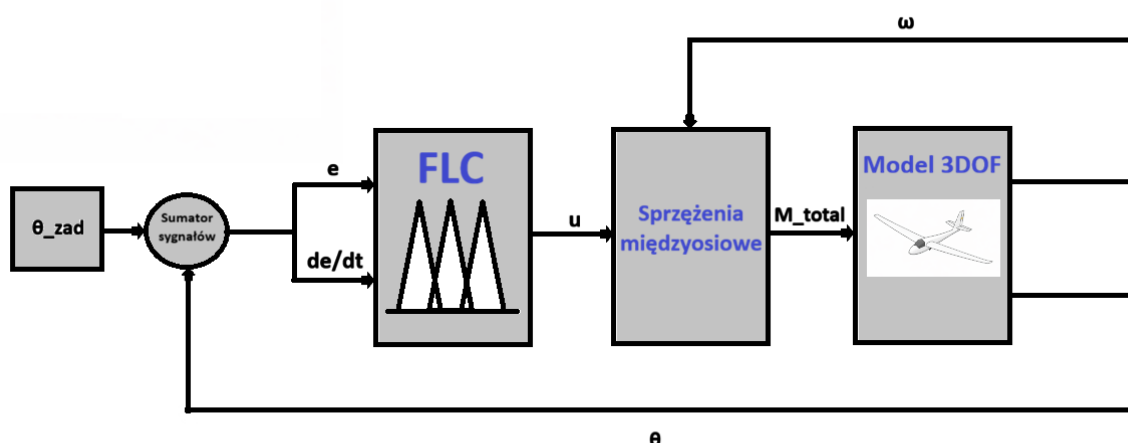 ω
FLC
Model 3DOF
e
θ_zad
Sumator
sygnałów
Sprzężenia
międzyosiowe
u
M_total
de/dt
θ